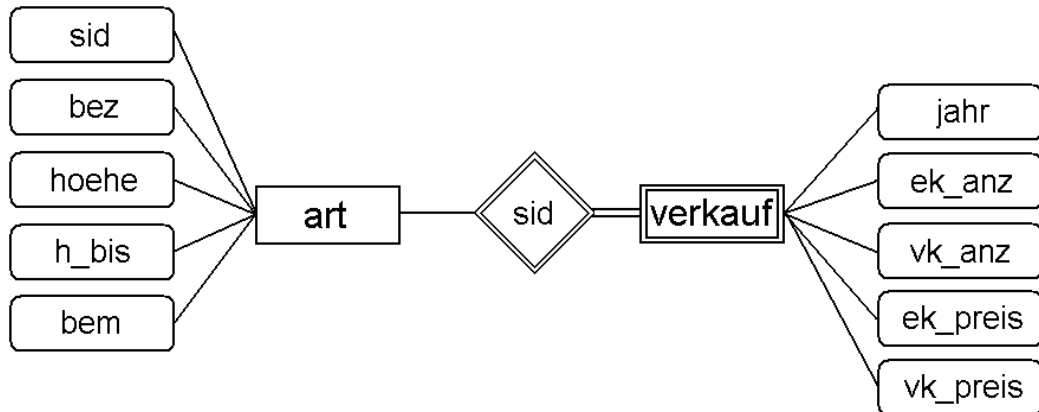 sid
bez
hoehe
h_bis
bem
art
sid
verkauf
jahr
ek_anz
vk_anz
ek_preis
vk_preis